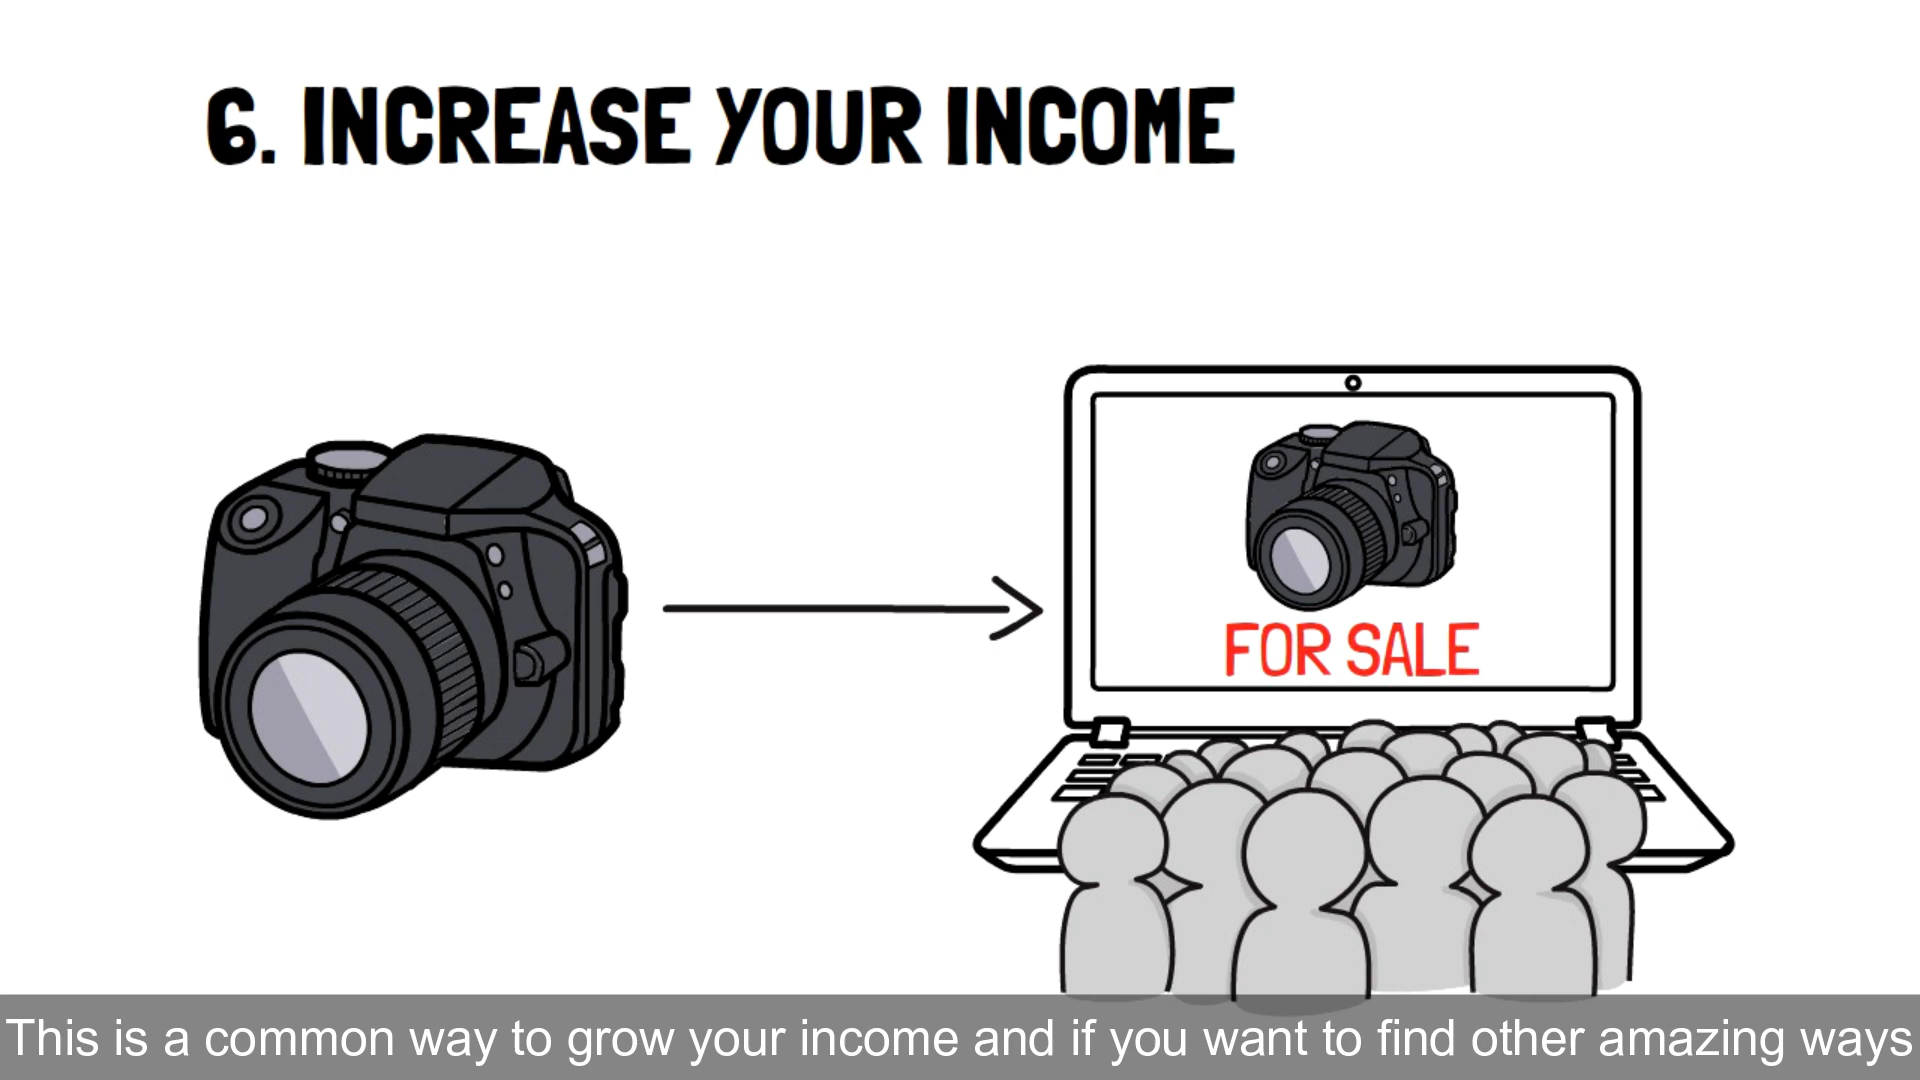 6. INCREASE YOUR INCOME
FOR SALE
This is a common way to grow your income and if you want to find other amazing ways